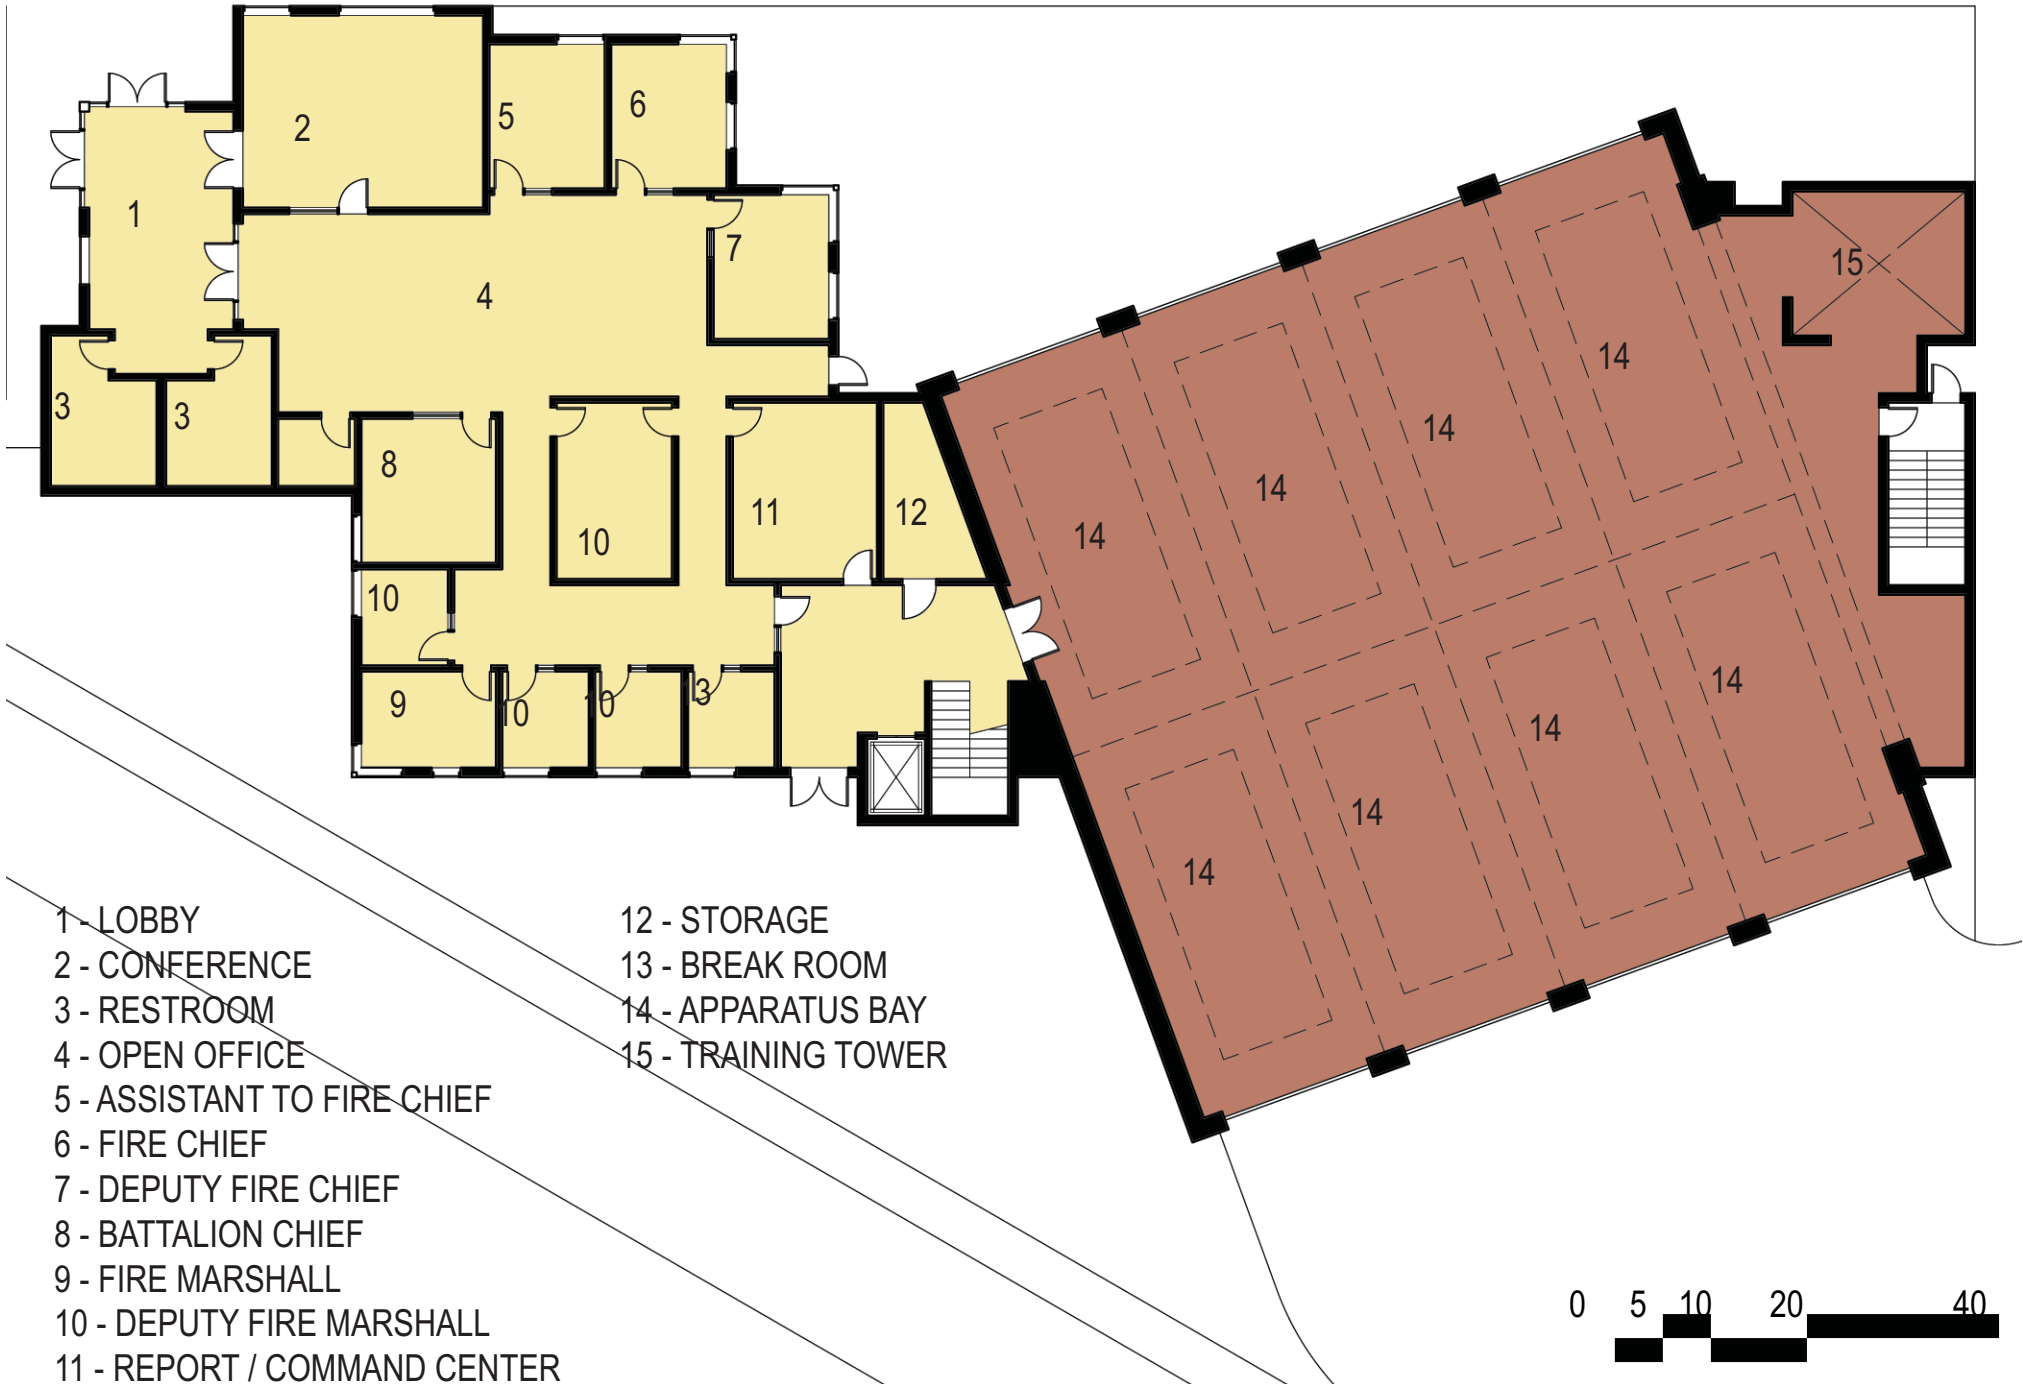 2
5
6
1
7
4
15
3
3
8
10
11
12
14
14
14
14
10
9
10
10
3
14
14
14
14
1 - LOBBY
2 - CONFERENCE
3 - RESTROOM
4 - OPEN OFFICE
5 - ASSISTANT TO FIRE CHIEF
6 - FIRE CHIEF
7 - DEPUTY FIRE CHIEF
8 - BATTALION CHIEF
9 - FIRE MARSHALL
10 - DEPUTY FIRE MARSHALL
11 - REPORT / COMMAND CENTER
12 - STORAGE
13 - BREAK ROOM
14 - APPARATUS BAY
15 - TRAINING TOWER
0 5 10 20 40